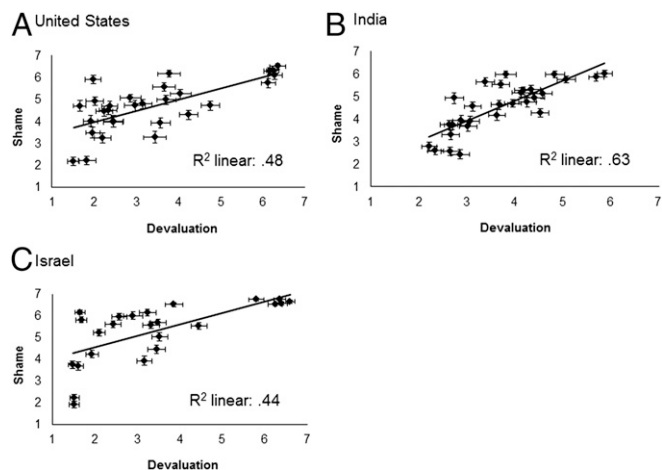 A United States
7
6
5
4
3
2
1
Shame
1 2 3 4 5 6 7
Devaluation
R² linear: .48
B India
7
6
5
4
3
2
1
Shame
1 2 3 4 5 6 7
Devaluation
R² linear: .63
C Israel
7
6
5
4
3
2
1
Shame
1 2 3 4 5 6 7
Devaluation
R² linear: .44